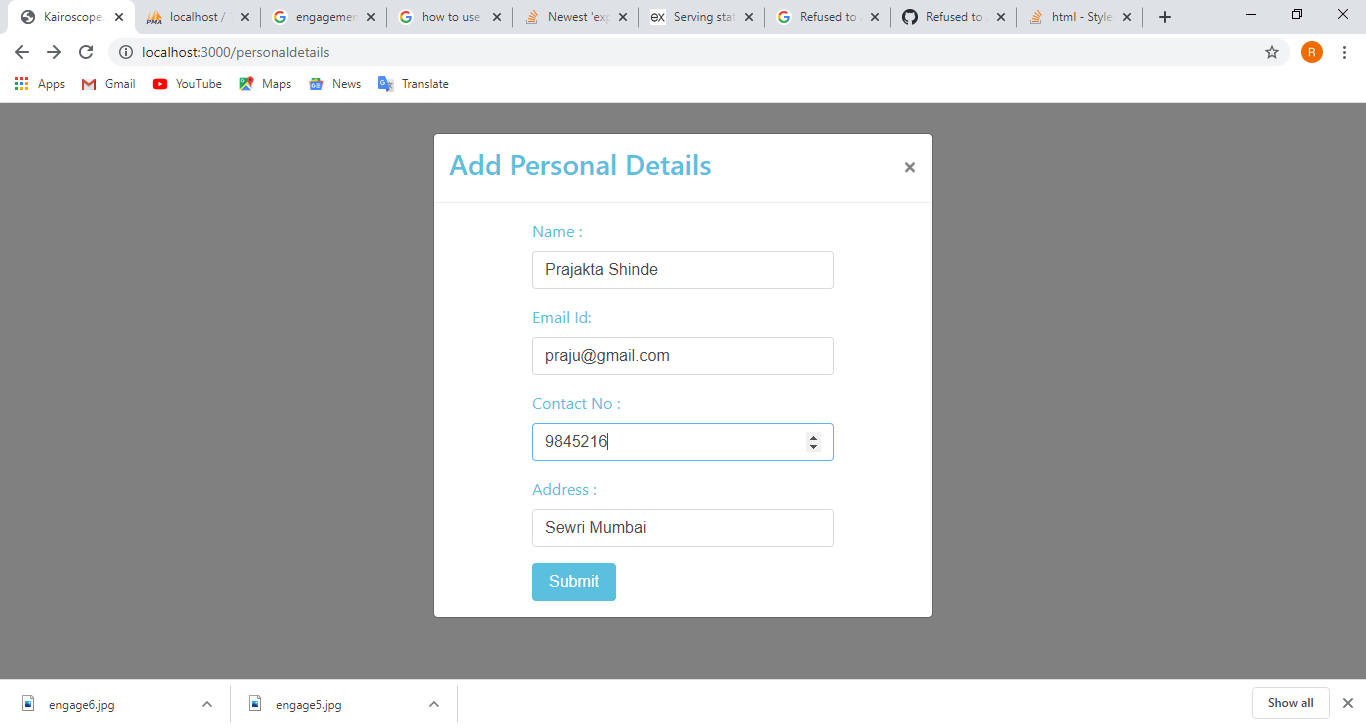 Kairoscope localhost / engagemen how to use Newest 'exp Serving stat Refused to Refused to html - Style
localhost:3000/personaldetails R
Apps Gmail YouTube Maps News Translate
Add Personal Details ×
Name :
Prajakta Shinde
Email Id:
praju@gmail.com
Contact No :
9845216
Address :
Sewri Mumbai
Submit
engage6.jpg engage5.jpg Show all